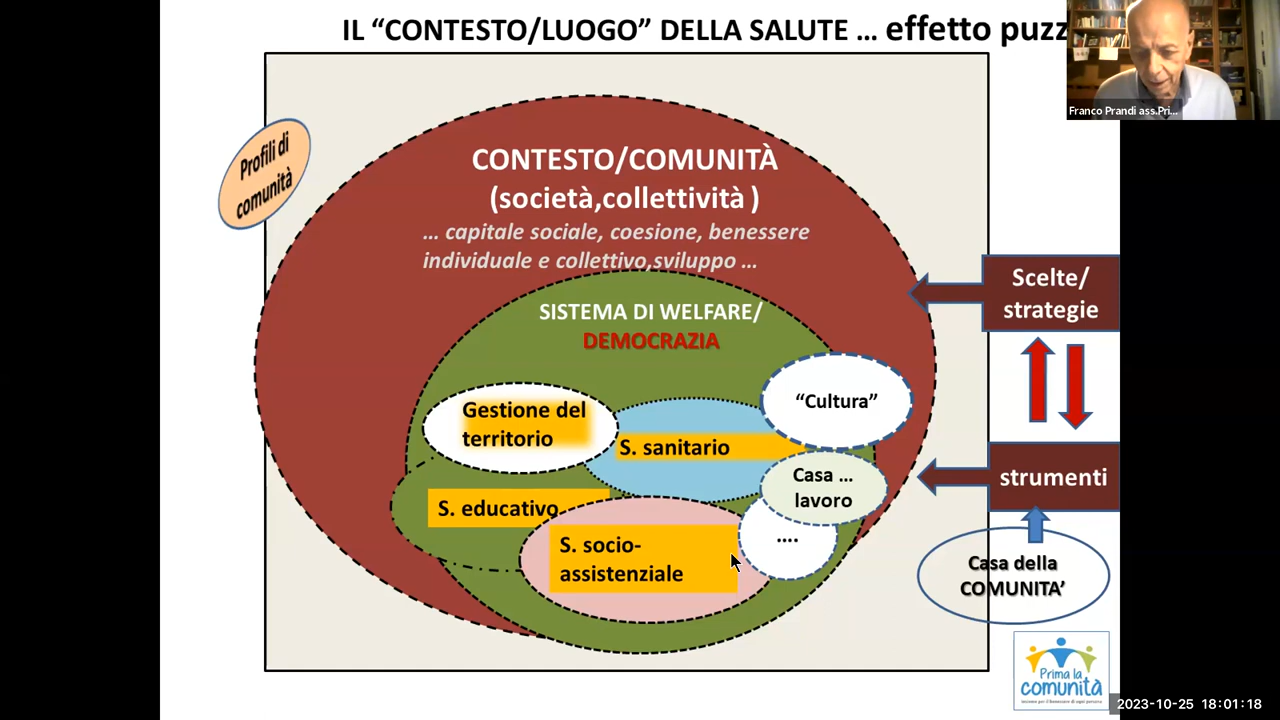 IL “CONTESTO/LUOGO” DELLA SALUTE … effetto puzz
Franco Prandi ass.Pri...
Profili di
comunità
CONTESTO/COMUNITÀ
(società,collettività )
… capitale sociale, coesione, benessere
individuale e collettivo,sviluppo …
SISTEMA DI WELFARE/
DEMOCRAZIA
Scelte/
strategie
“Cultura”
Gestione del
territorio
S. sanitario
Casa …
lavoro
strumenti
S. educativo
....
S. socio-
assistenziale
Casa della
COMUNITA’
Prima la
comunità
2023-10-25 18:01:18